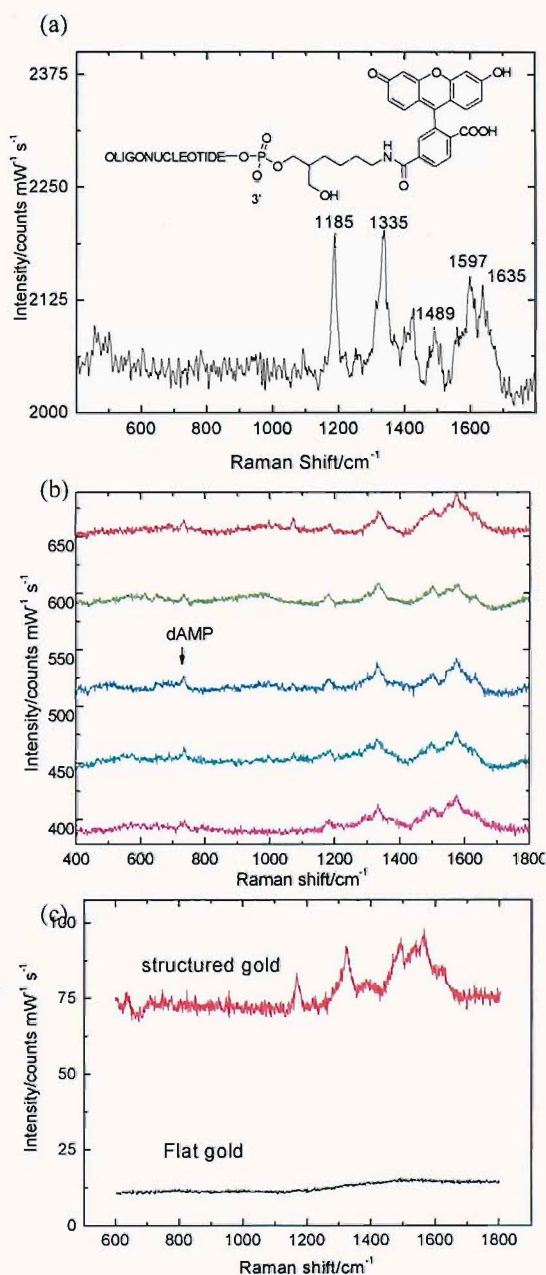 (a)
2375
2250
2125
2000
Intensity/counts mW⁻¹ s⁻¹
O
O
OH
COOH
OLIGONUCLEOTIDE—O—P—O
O
O
3'
OH
NH
O
1185
1335
1489
1597
1635
600 800 1000 1200 1400 1600
Raman Shift/cm⁻¹
(b)
650
600
550
500
450
400
Intensity/counts mW⁻¹ s⁻¹
dAMP
400 600 800 1000 1200 1400 1600 1800
Raman shift/cm⁻¹
(c)
100
75
50
25
0
Intensity/counts mW⁻¹ s⁻¹
structured gold
Flat gold
600 800 1000 1200 1400 1600 1800
Raman shift/cm⁻¹